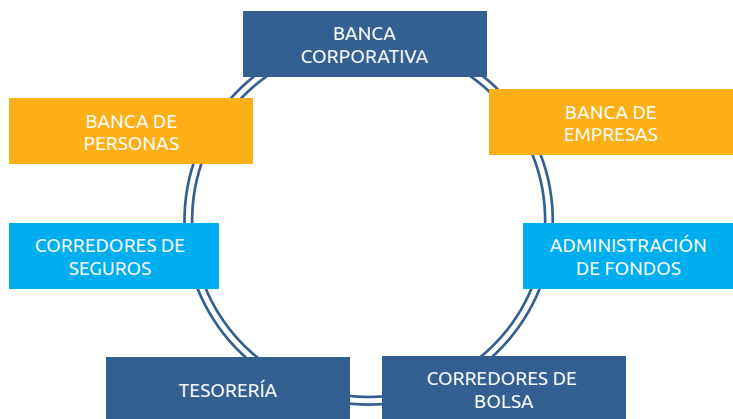 BANCA
CORPORATIVA
BANCA DE
PERSONAS
BANCA DE
EMPRESAS
CORREDORES DE
SEGUROS
ADMINISTRACIÓN
DE FONDOS
TESORERÍA
CORREDORES DE
BOLSA